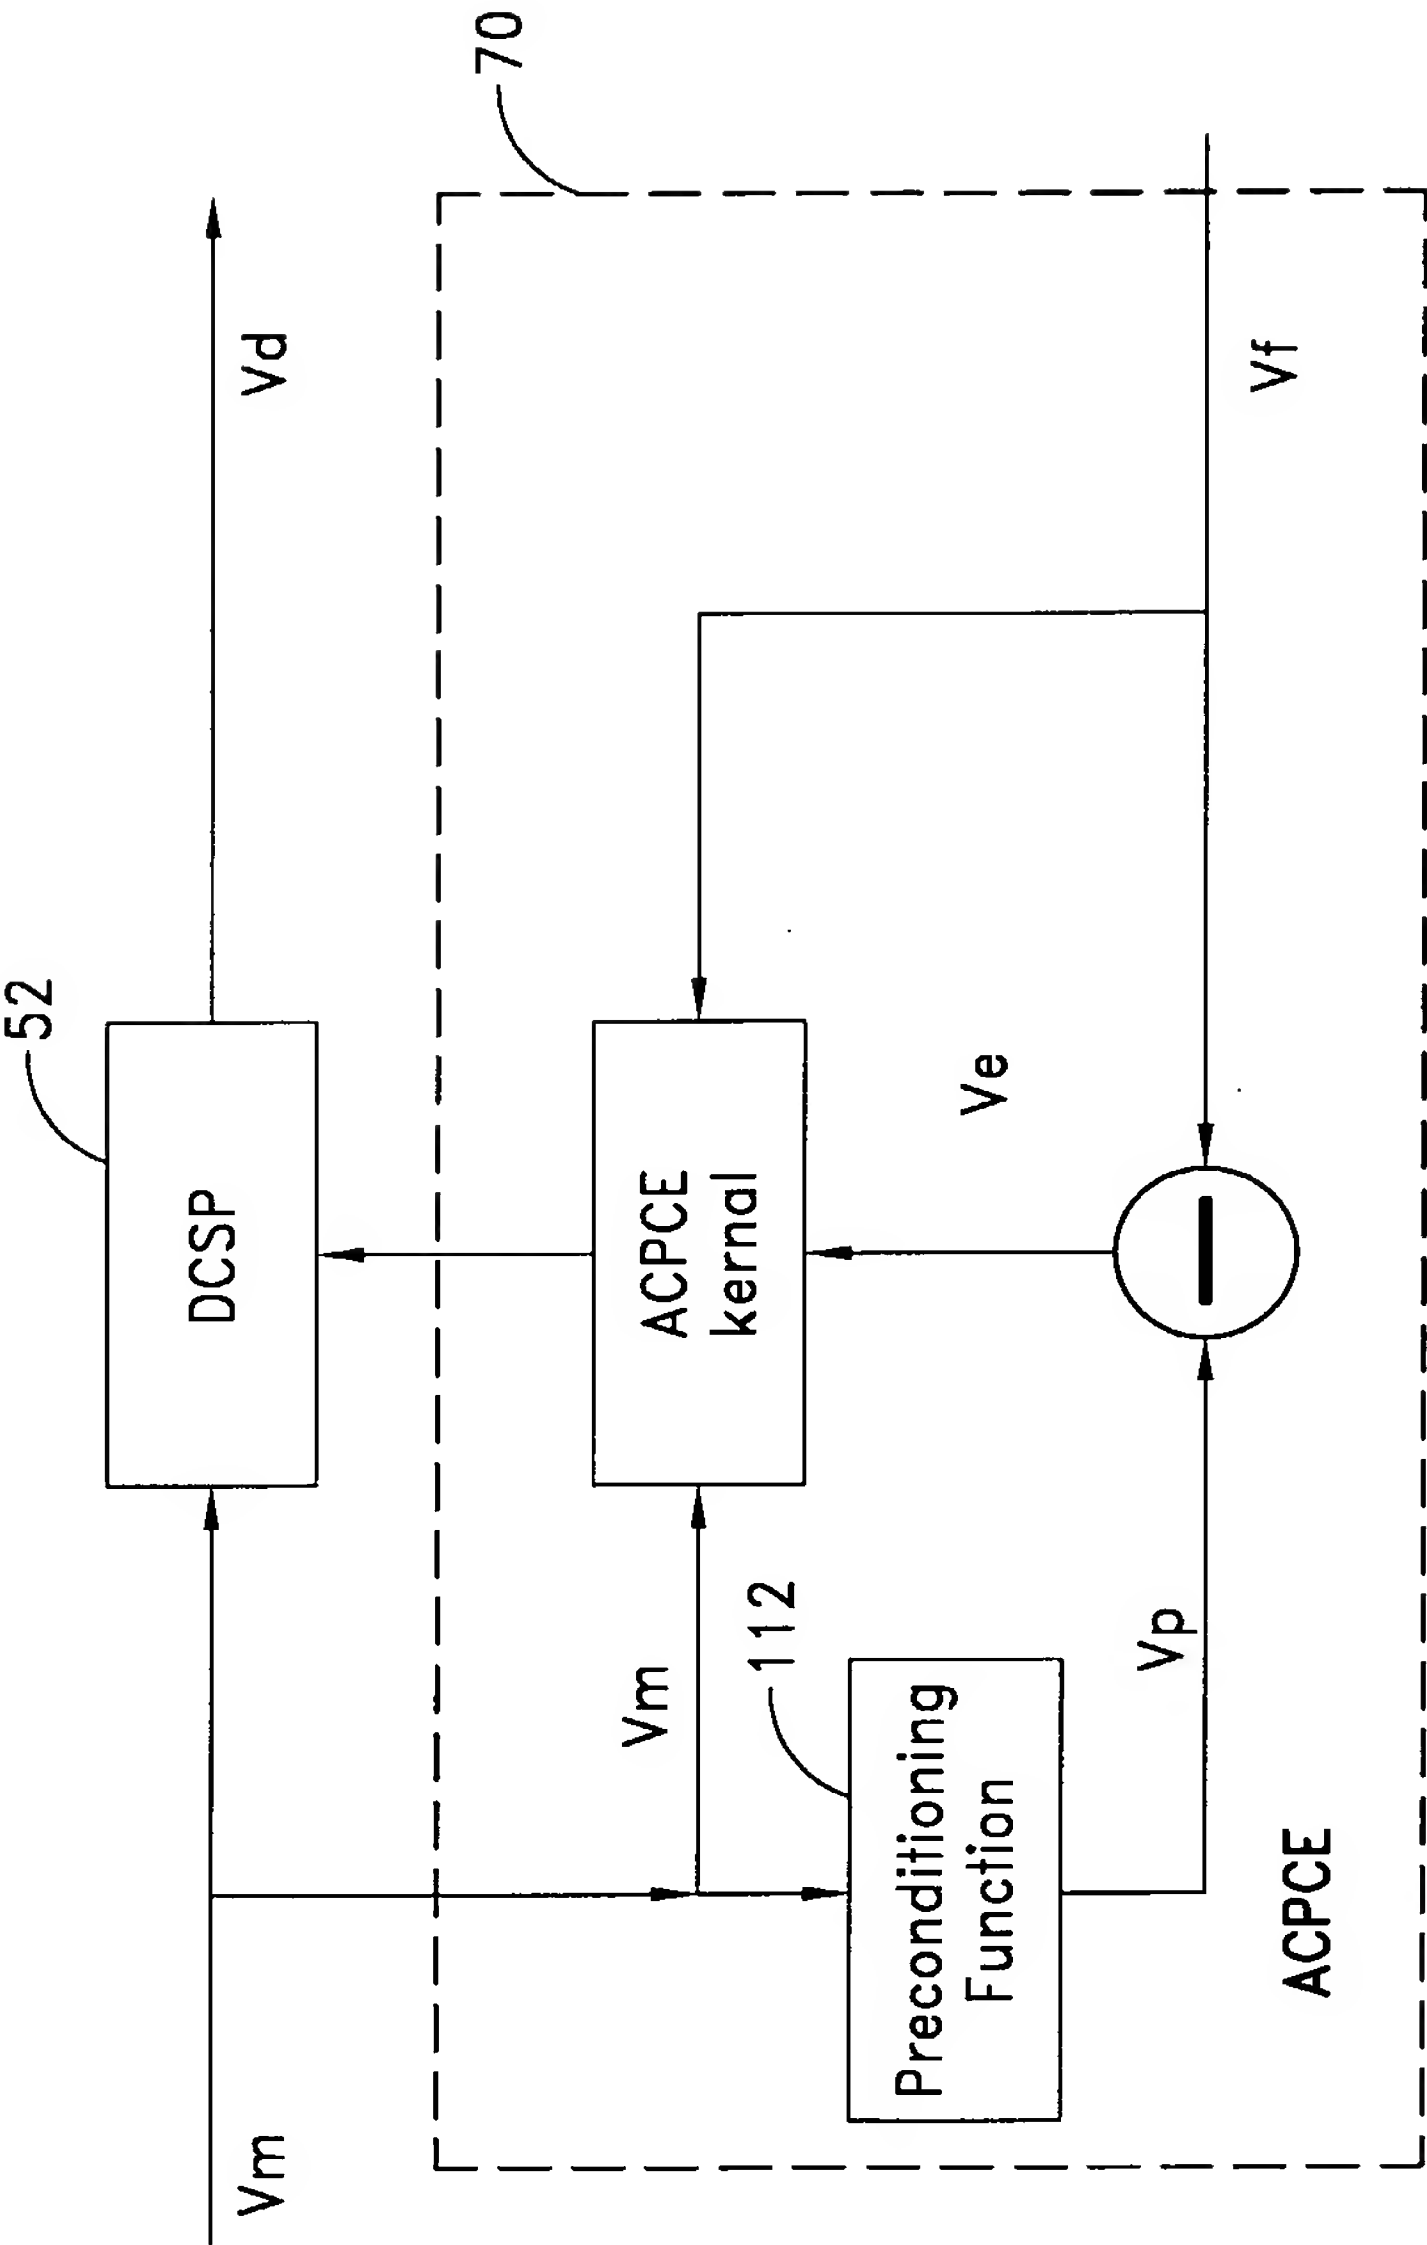 52
70
DCSP
Vd
Vm
ACPCE
kernal
Vm
112
Ve
Preconditioning
Function
Vp
Vf
ACPCE